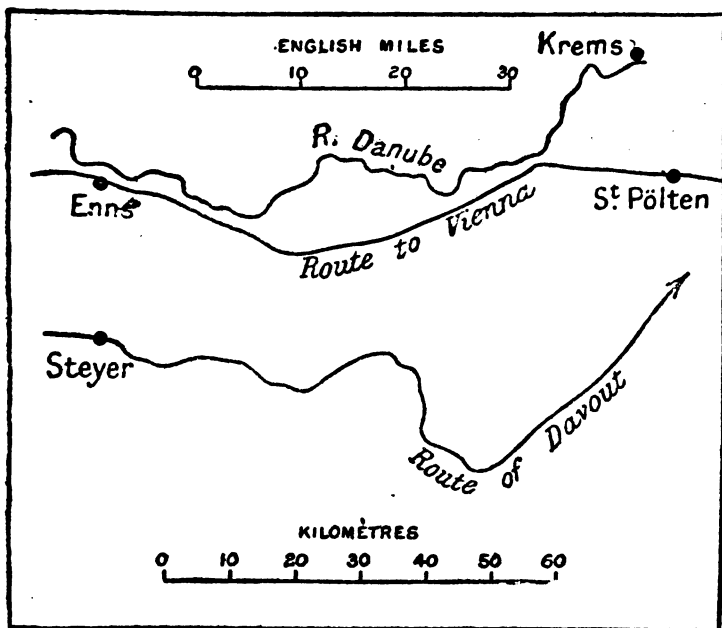 ENGLISH MILES
0 10 20 30
Krems
R. Danube
Enns
Route to Vienna
St Pölten
Steyer
Route of Davout
KILOMÈTRES
0 10 20 30 40 50 60